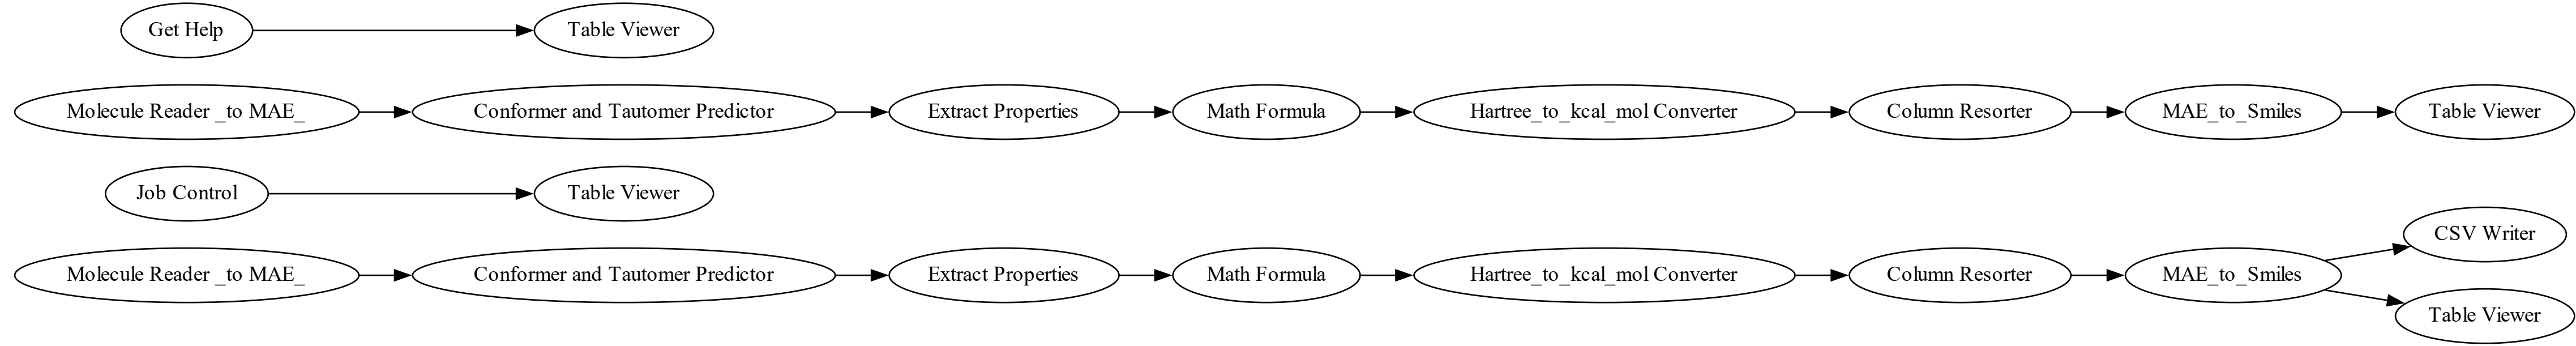 Get Help
Table Viewer
Molecule Reader _to MAE_
Conformer and Tautomer Predictor
Extract Properties
Math Formula
Hartree_to_kcal_mol Converter
Column Resorter
MAE_to_Smiles
Table Viewer
Job Control
Table Viewer
CSV Writer
Molecule Reader _to MAE_
Conformer and Tautomer Predictor
Extract Properties
Math Formula
Hartree_to_kcal_mol Converter
Column Resorter
MAE_to_Smiles
Table Viewer